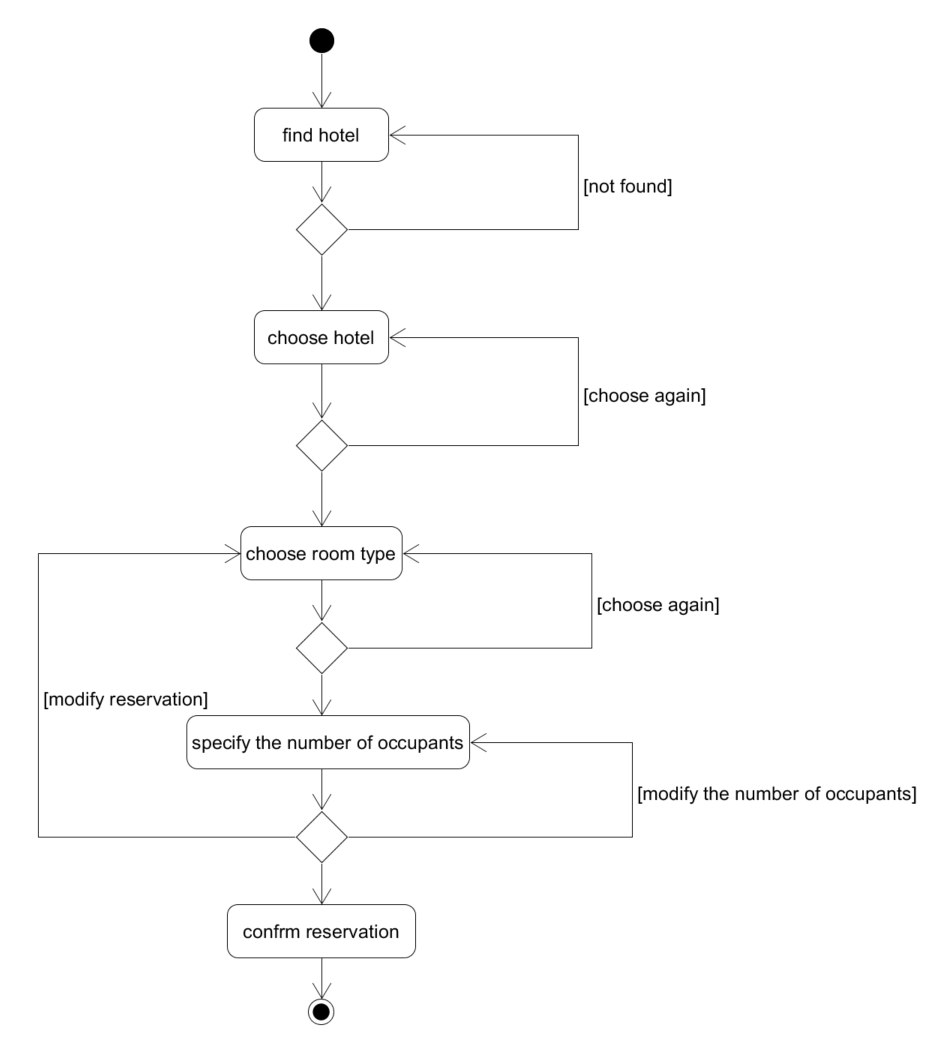 find hotel
[not found]
choose hotel
[choose again]
choose room type
[choose again]
[modify reservation]
specify the number of occupants
[modify the number of occupants]
confrm reservation